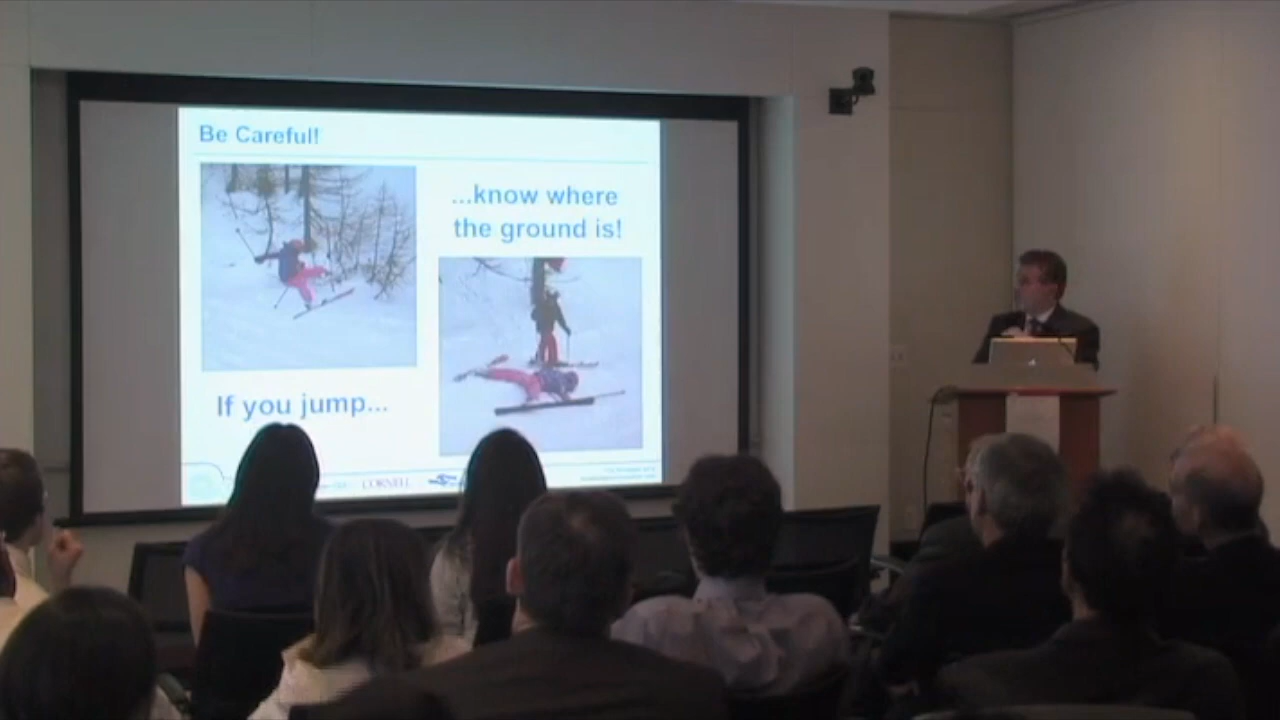 Be Careful!
...know where
the ground is!
If you jump...
CORNELL